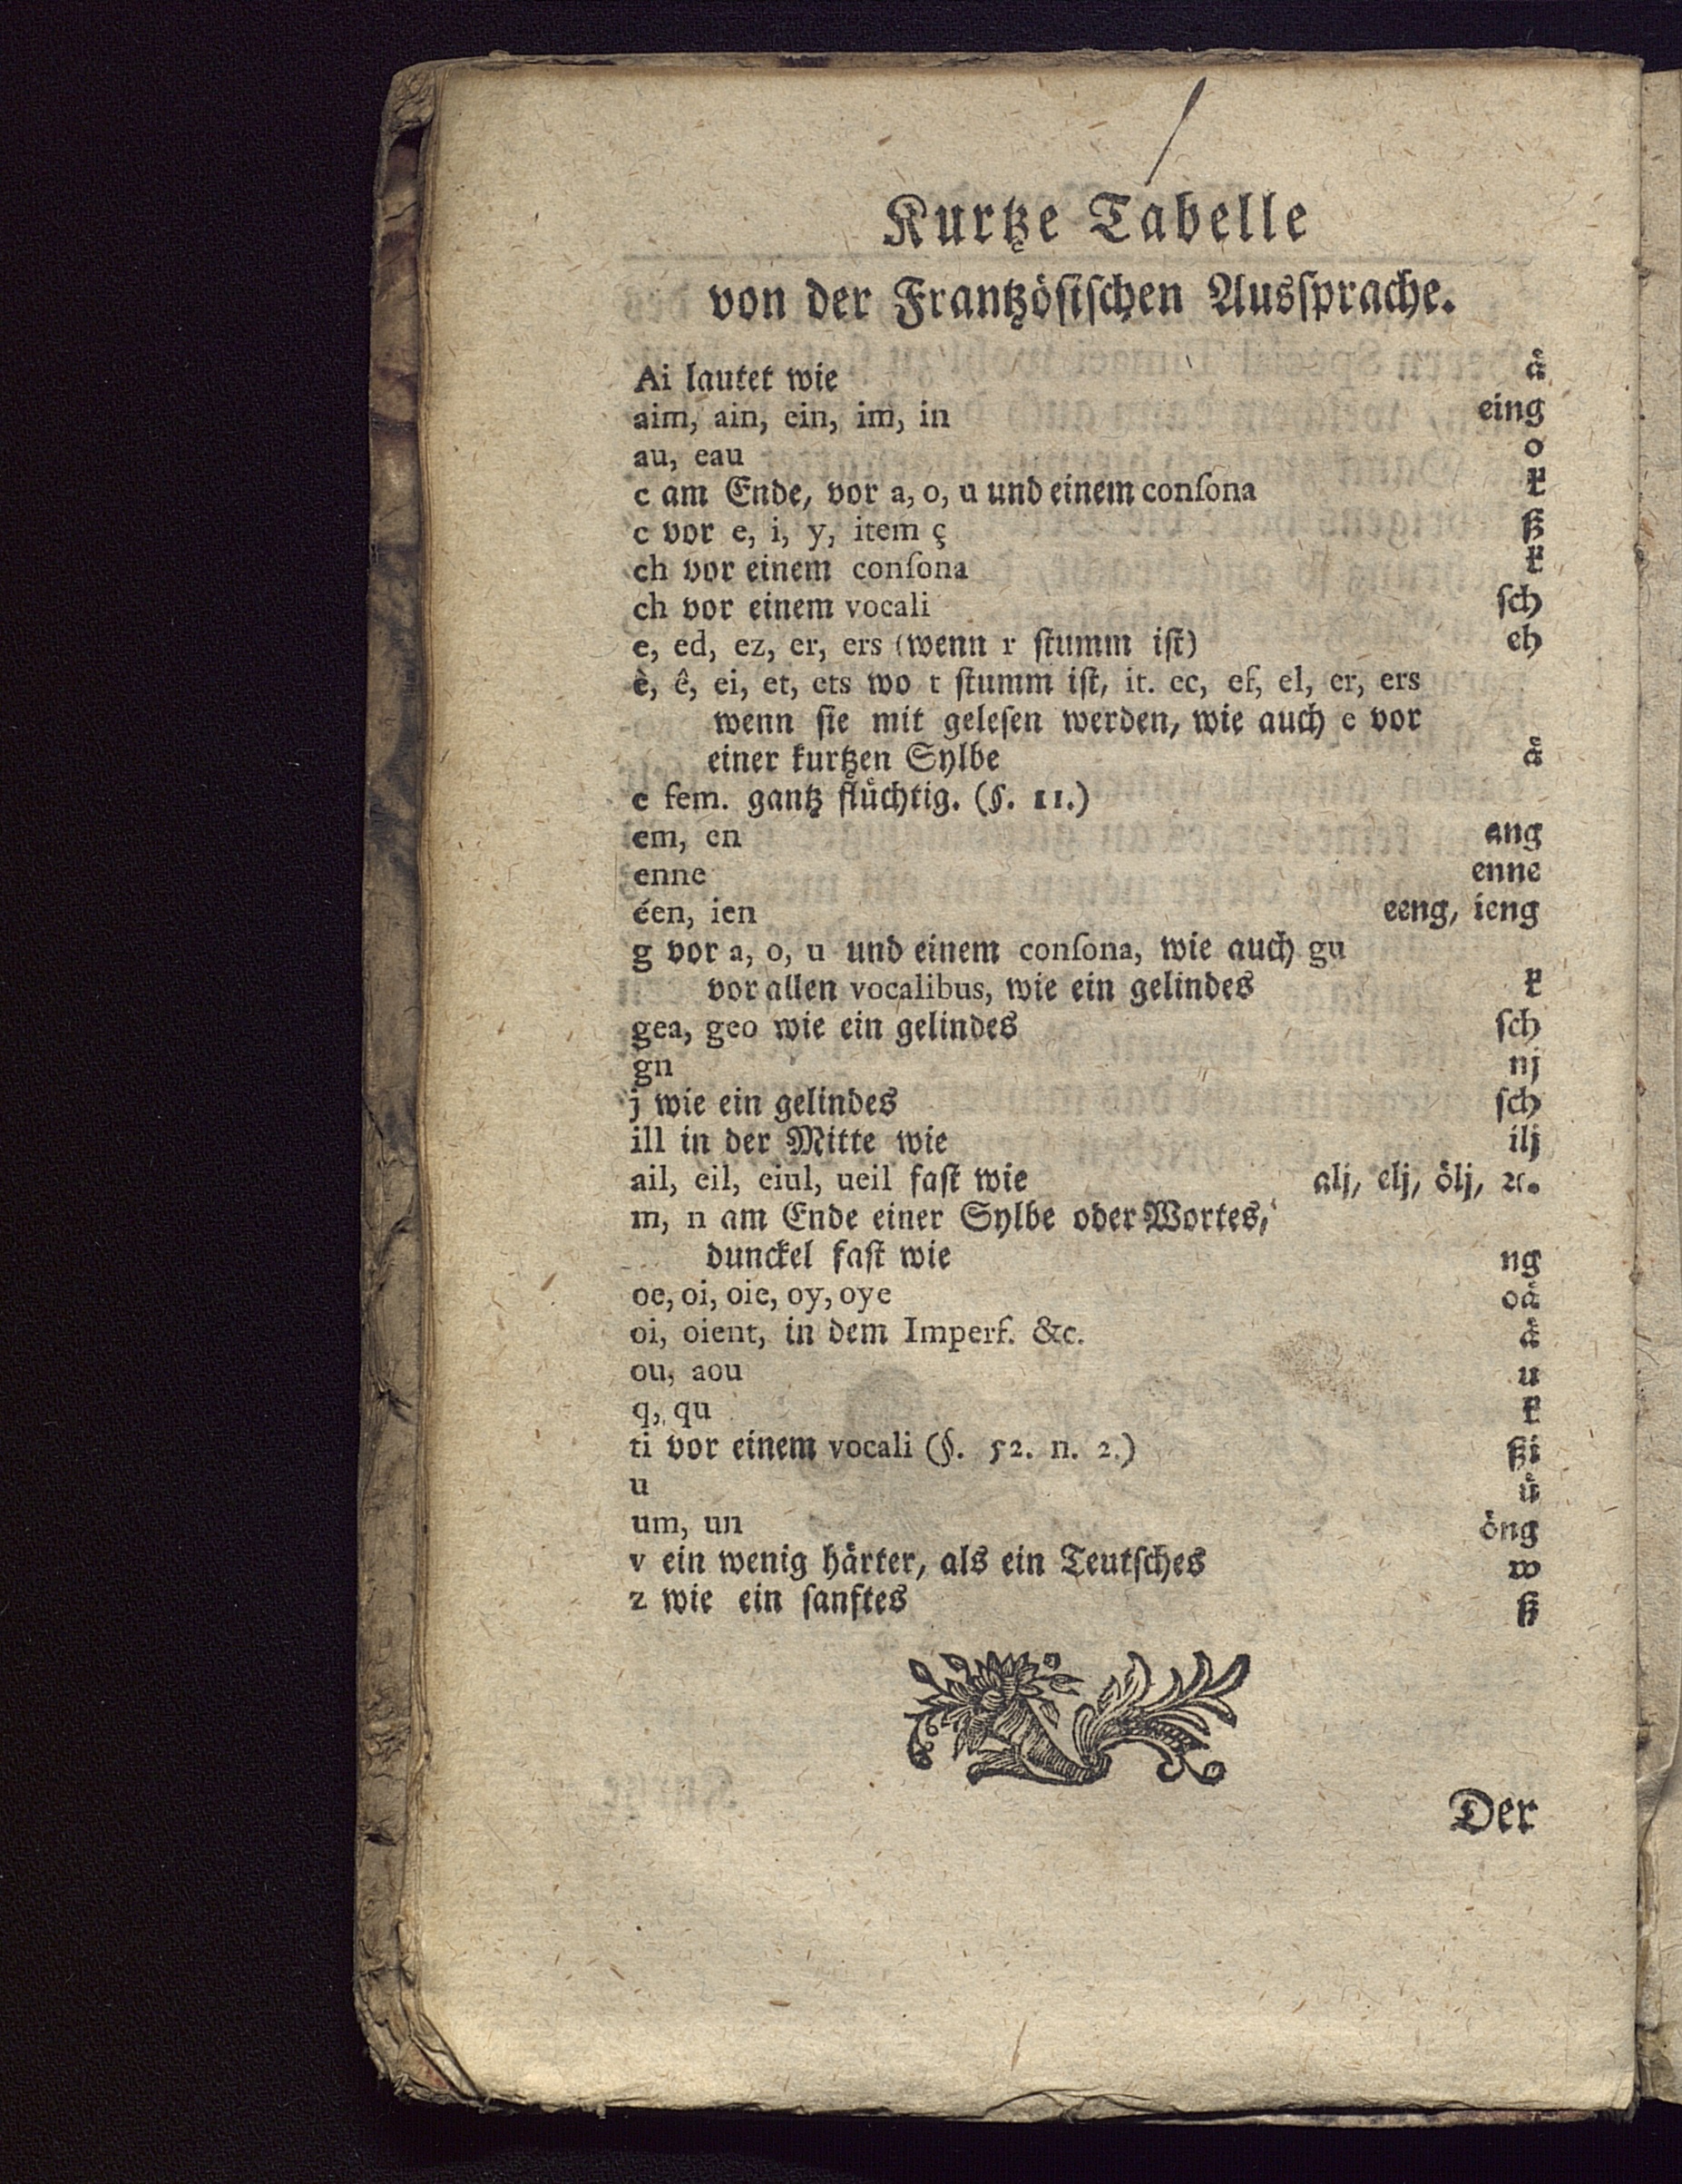 Kurtze Tabelle
von der Frantzöſiſchen Ausſprache.
Ai lautet wie aͤ
aim, ain, ein, im, in eing
au, eau o
c am Ende, vor a, o, u und einem conſona k
c vor e, i, y, item ç ß
ch vor einem conſona k
ch vor einem vocali ſch
e, ed, ez, er, ers (wenn r ſtumm iſt) eh
è, ê, ei, et, ets wo t ſtumm iſt, it. ec, ef, el, er, ers
wenn ſie mit geleſen werden, wie auch e vor
einer kurtzen Sylbe aͤ
e fem. gantz fluͤchtig. (§. 11.)
em, en ang
enne enne
éen, ien eeng, ieng
g vor a, o, u und einem conſona, wie auch gu
vor allen vocalibus, wie ein gelindes k
gea, geo wie ein gelindes ſch
gn nj
j wie ein gelindes ſch
ill in der Mitte wie ilj
ail, eil, eiul, ueil faſt wie alj, elj, oͤlj, ꝛc.
m, n am Ende einer Sylbe oder Wortes,
dunckel faſt wie ng
oe, oi, oie, oy, oye oaͤ
oi, oient, in dem Imperf. &c. aͤ
ou, aou u
q, qu k
ti vor einem vocali (§. 52. n. 2.) ßi
u uͤ
um, un oͤng
v ein wenig haͤrter, als ein Teutſches w
z wie ein ſanftes ß
Der